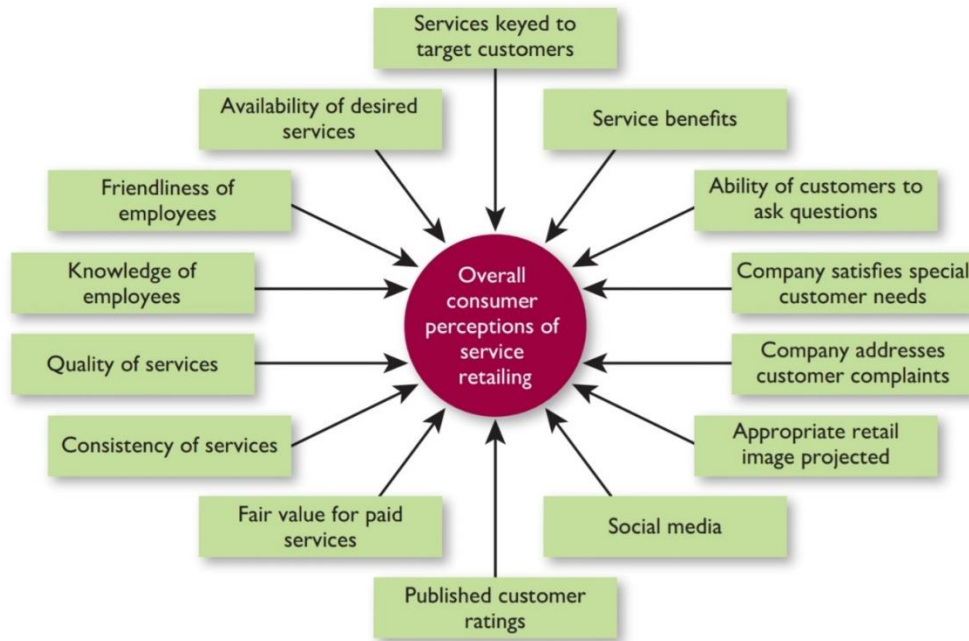 Services keyed to
target customers
Availability of desired
services
Service benefits
Friendliness of
employees
Ability of customers to
ask questions
Knowledge of
employees
Overall
consumer
perceptions of
service
retailing
Company satisfies special
customer needs
Quality of services
Company addresses
customer complaints
Consistency of services
Appropriate retail
image projected
Fair value for paid
services
Social media
Published customer
ratings